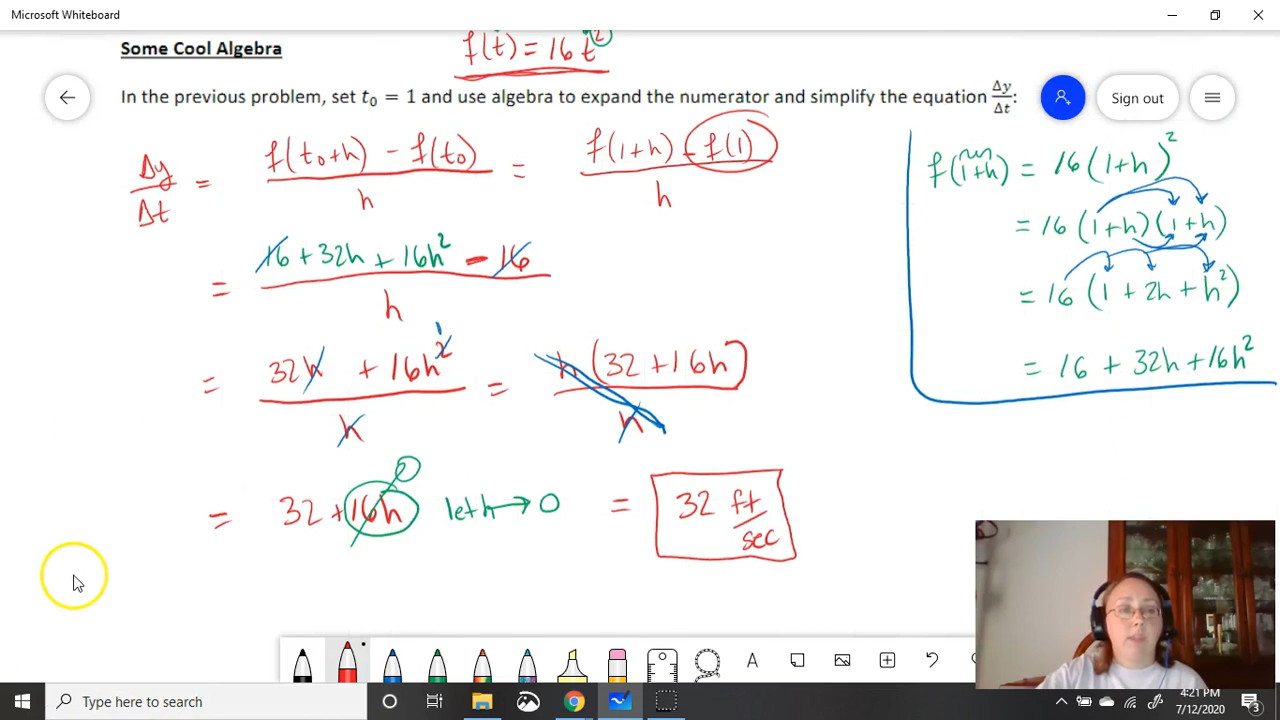 Microsoft Whiteboard
Some Cool Algebra
f(t) = 16t²
In the previous problem, set t₀ = 1 and use algebra to expand the numerator and simplify the equation Δy/Δt:
Sign out
Δy/Δt = (f(t₀+h) - f(t₀))/h = (f(1+h) - f(1))/h
= (16 + 32h + 16h² - 16)/h
= (32h + 16h²)/h = h(32 + 16h)/h
1
0
= 32 + 16h let h → 0 = 32 ft/sec
f(1+h) = 16(1+h)²
= 16(1+h)(1+h)
= 16(1 + 2h + h²)
= 16 + 32h + 16h²
A
Type here to search
4:21 PM
7/12/2020
3